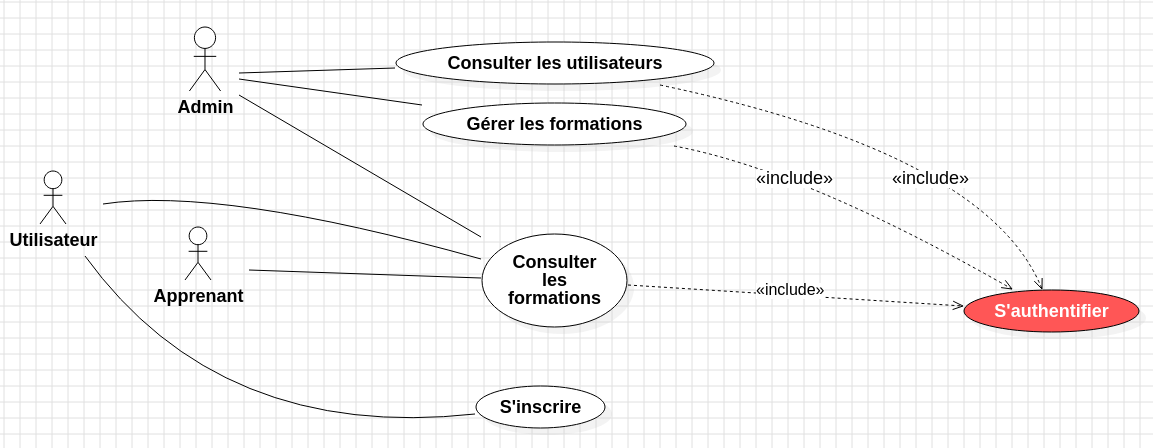 Consulter les utilisateurs
Admin
Gérer les formations
«include»
«include»
Utilisateur
Apprenant
Consulter
les
formations
«include»
S'authentifier
S'inscrire